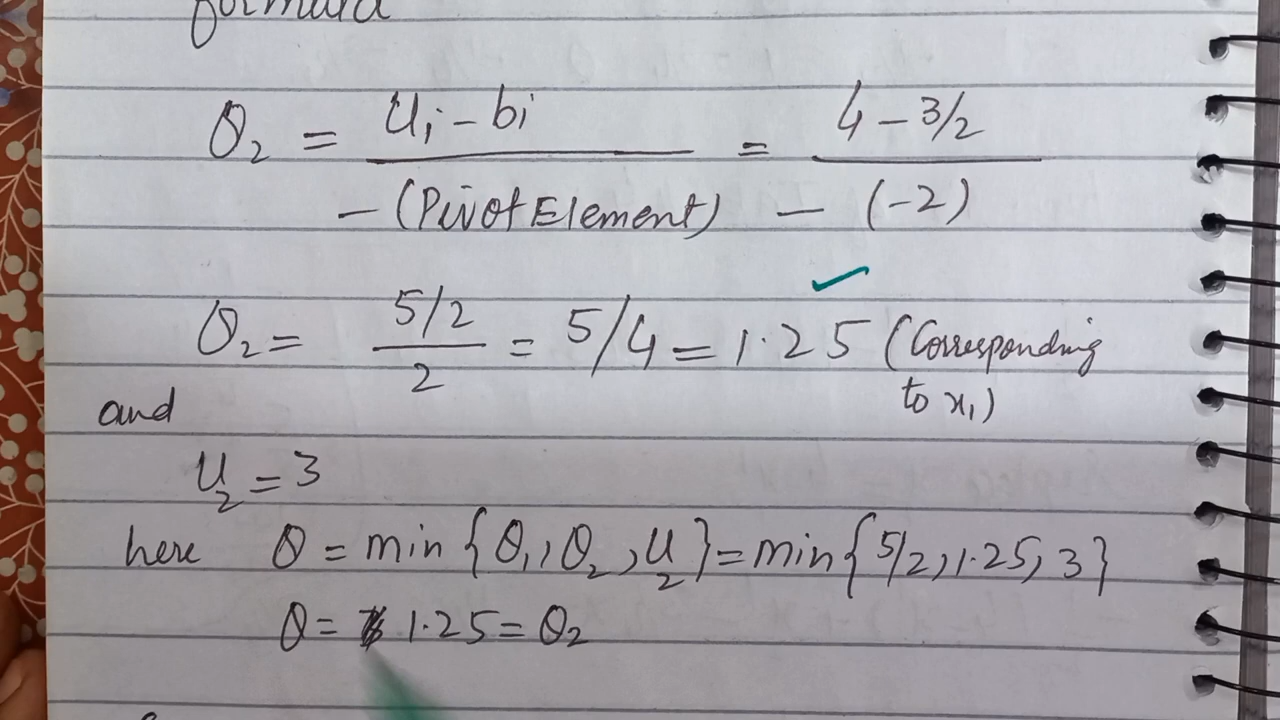 formula
θ₂ = (Ui - bi) / (-(Pivot Element)) = (4 - 3/2) / (-(-2))
θ₂ = (5/2) / 2 = 5/4 = 1.25 (Corresponding to x₁)
and
U₂ = 3
here θ = min {θ₁, θ₂, U₂} = min {5/2, 1.25, 3}
θ = 1.25 = θ₂